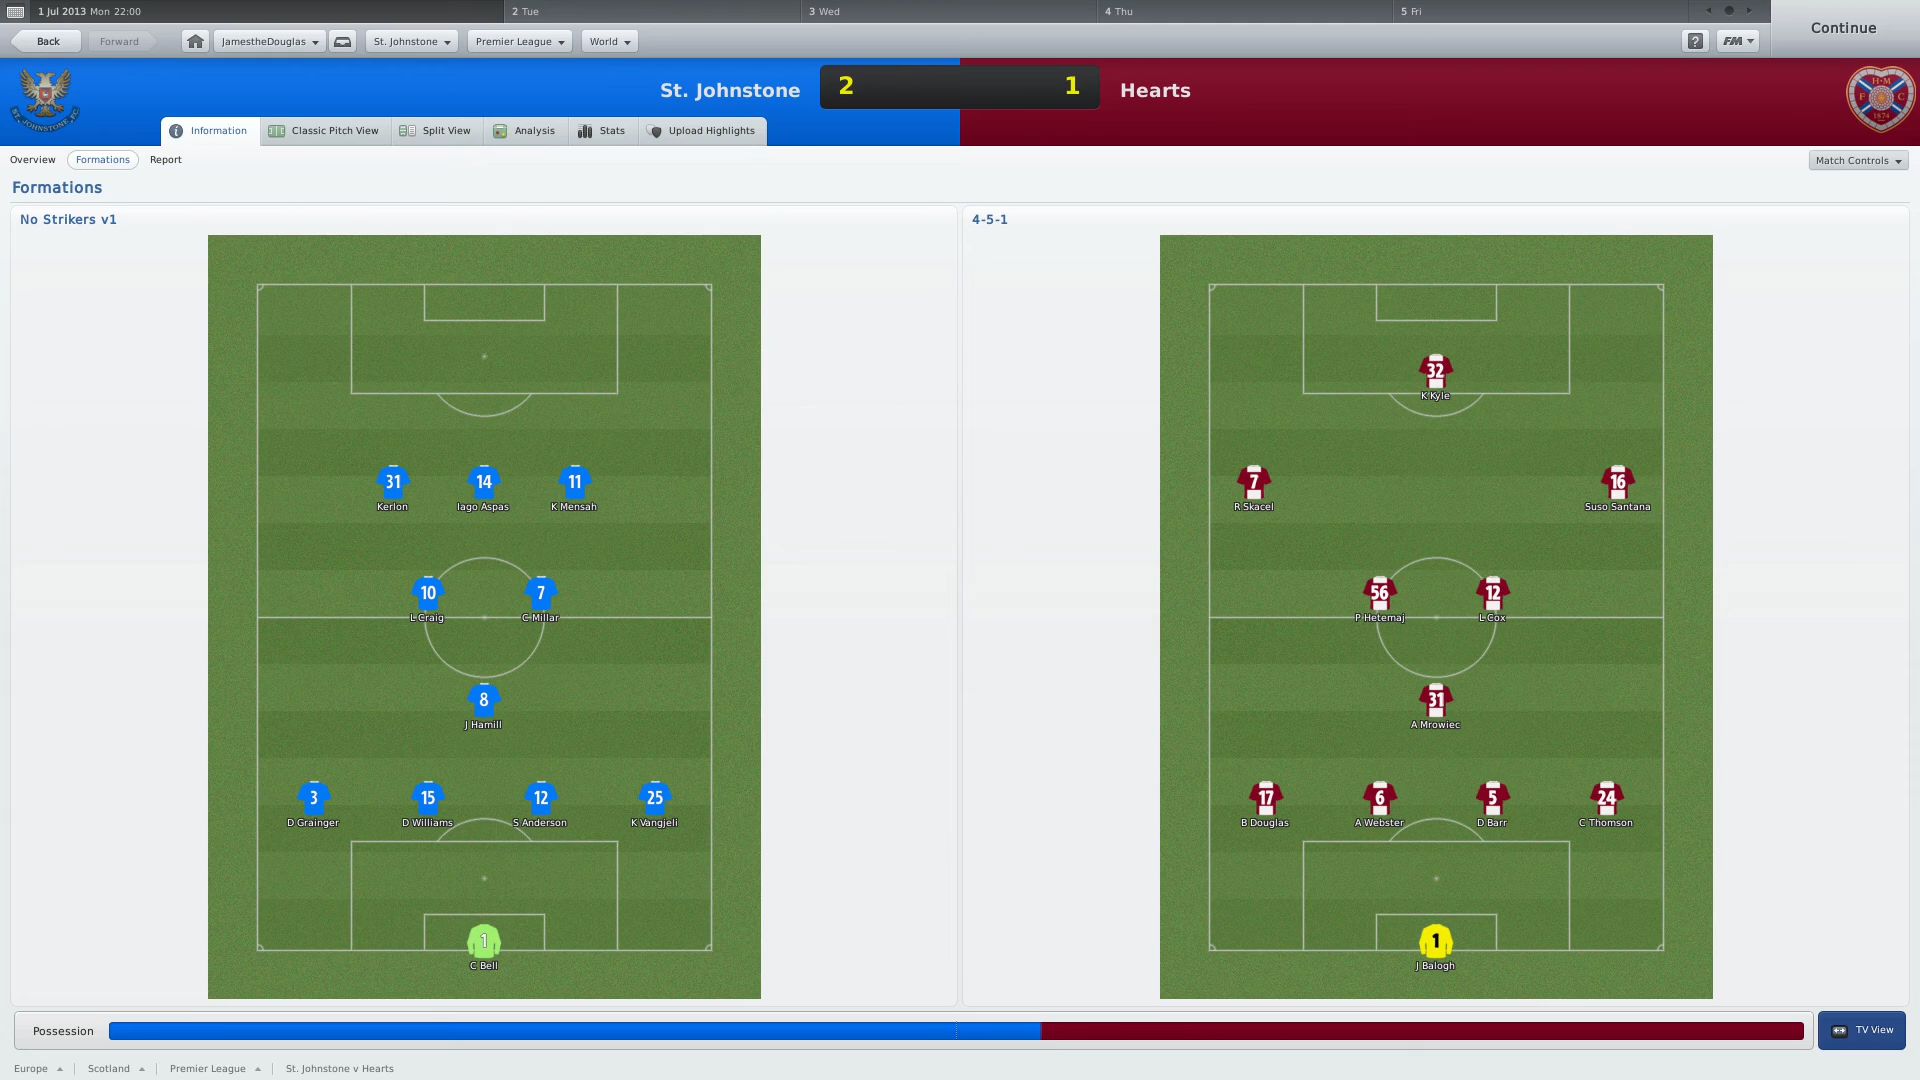 1 Jul 2013 Mon 22:00
2 Tue
3 Wed
4 Thu
5 Fri
Back
Forward
JamestheDouglas
St. Johnstone
Premier League
World
?
FM
Continue
St. Johnstone
2
1
Hearts
ST. JOHNSTONE F.C.
H M
F C
1874
Information
Classic Pitch View
Split View
Analysis
Stats
Upload Highlights
Overview
Formations
Report
Match Controls
Formations
No Strikers v1
31
Kerlon
14
Iago Aspas
11
K Mensah
10
L Craig
7
C Millar
8
J Hamill
3
D Grainger
15
D Williams
12
S Anderson
25
K Vangjeli
1
C Bell
4-5-1
32
K Kyle
7
R Skacel
16
Suso Santana
56
P Hetemaj
12
L Cox
31
A Mrowiec
17
B Douglas
6
A Webster
5
D Barr
24
C Thomson
1
J Balogh
Possession
TV View
Europe
Scotland
Premier League
St. Johnstone v Hearts